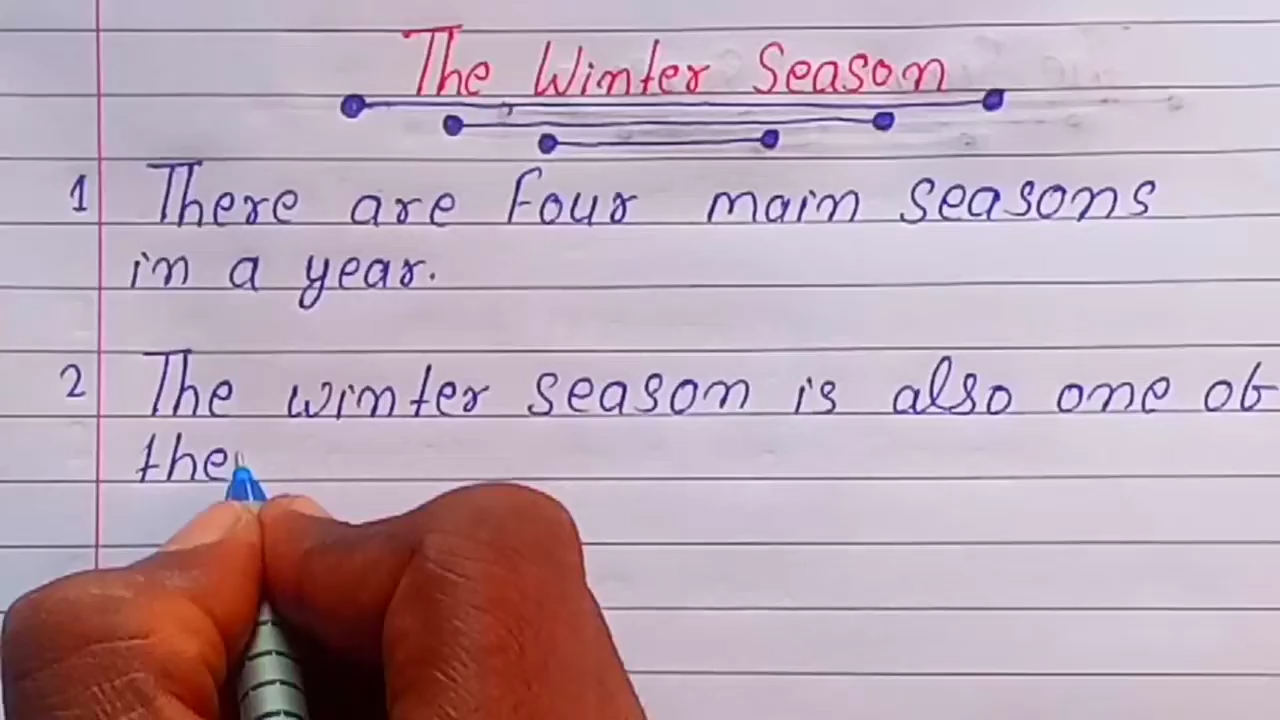 The Winter Season
1 There are Four main seasons
in a year.
2 The winter season is also one of
the